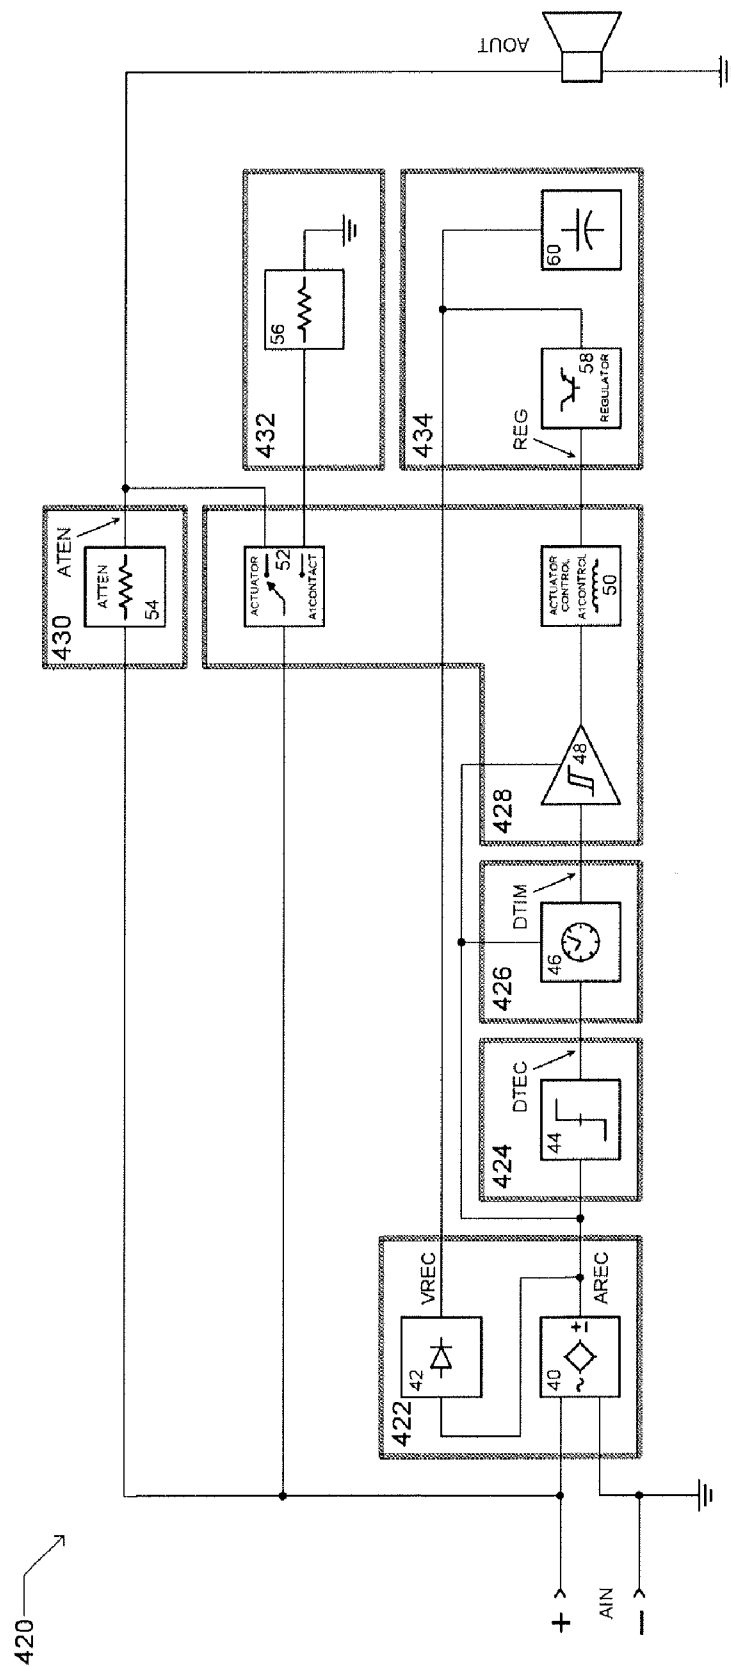 420
+
AIN
−
422
42
VREC
40
~
±
AREC
424
44
DTEC
426
46
DTIM
428
48
ACTUATOR
52
A1CONTACT
ACTUATOR
CONTROL
A1CONTROL
50
430
ATTEN
54
ATEN
432
56
434
REG
58
REGULATOR
60
AOUT